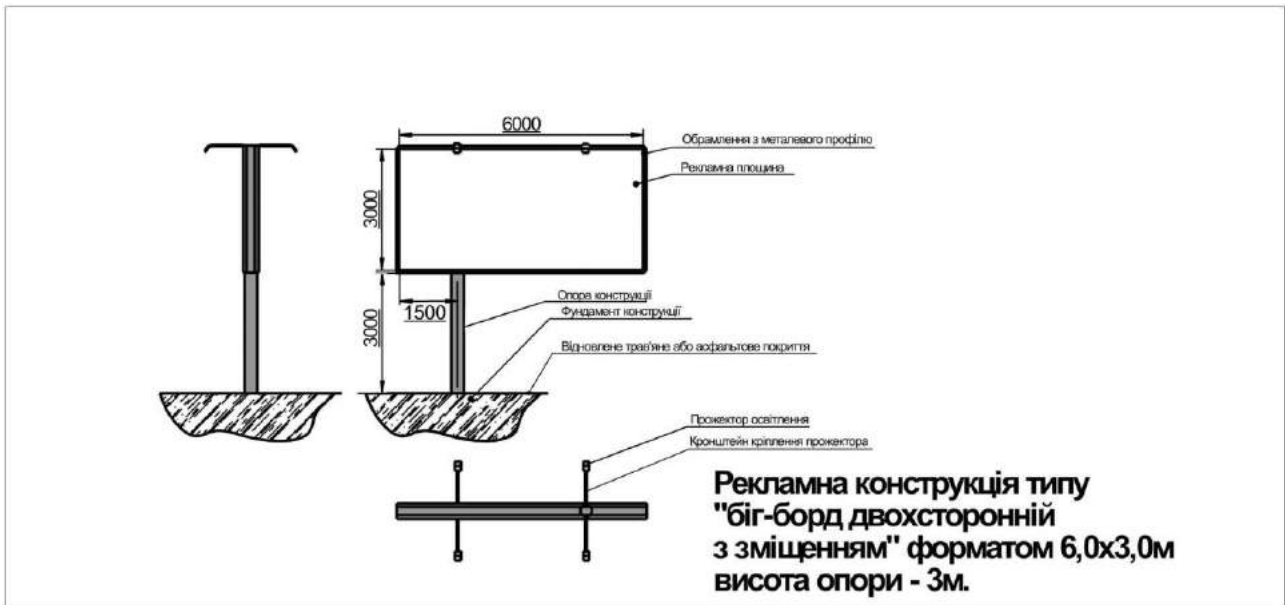 6000
Обрамлення з металевого профілю
Рекламна площина
3000
Опора конструкції
1500
Фундамент конструкції
3000
Відновлене трав'яне або асфальтове покриття
Прожектор освітлення
Кронштейн кріплення прожектора
Рекламна конструкція типу
"біг-борд двохсторонній
з зміщенням" форматом 6,0х3,0м
висота опори - 3м.